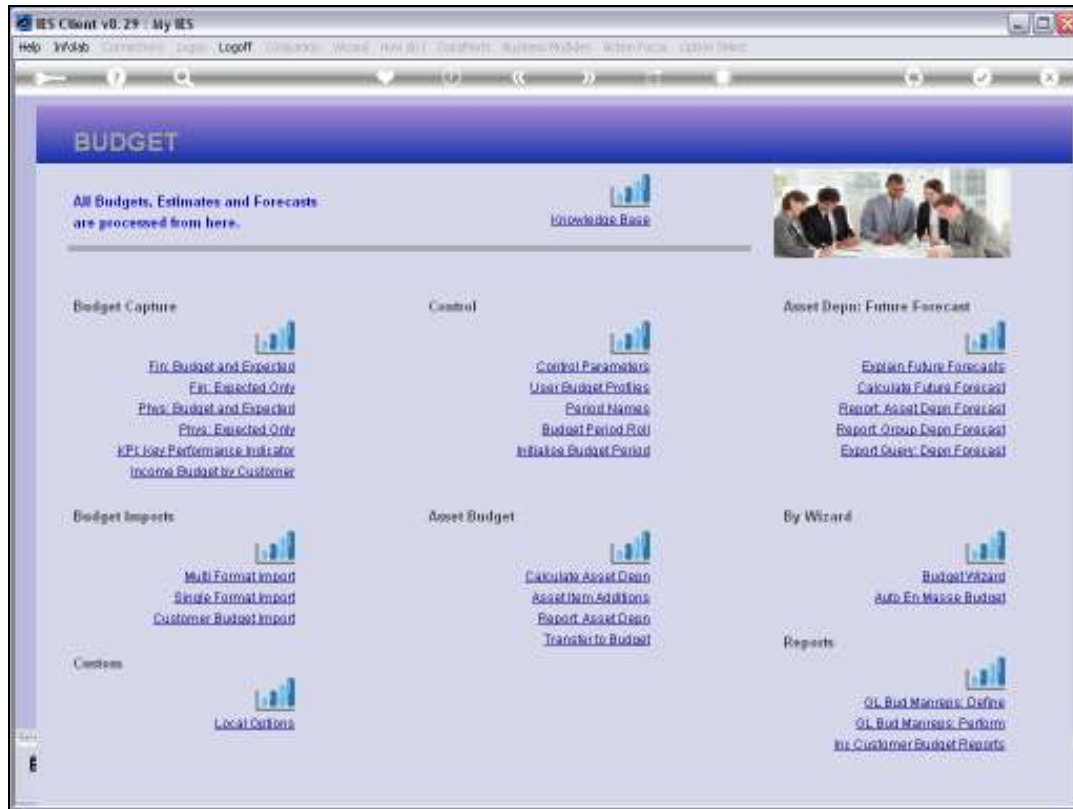 IES Client v8.29 : My IES
Help Infolab Logoff
BUDGET
All Budgets, Estimates and Forecasts
are processed from here.
Knowledge Base
Budget Capture
Fin: Budget and Expected
Fin: Expected Only
Phys: Budget and Expected
Phys: Expected Only
KPI: Key Performance Indicator
Income Budget by Customer
Control
Control Parameters
User Budget Profiles
Period Names
Budget Period Roll
Initialise Budget Period
Asset Depn: Future Forecast
Explain Future Forecasts
Calculate Future Forecast
Report: Asset Depn Forecast
Report: Group Depn Forecast
Export Query: Depn Forecast
Budget Imports
Multi Format Import
Single Format Import
Customer Budget Import
Asset Budget
Calculate Asset Depn
Asset Item Additions
Report Asset Depn
Transfer to Budget
By Wizard
Budget Wizard
Auto En Masse Budget
Custom
Local Options
Reports
GL Bud Manreps: Define
GL Bud Manreps: Perform
Inc Customer Budget Reports